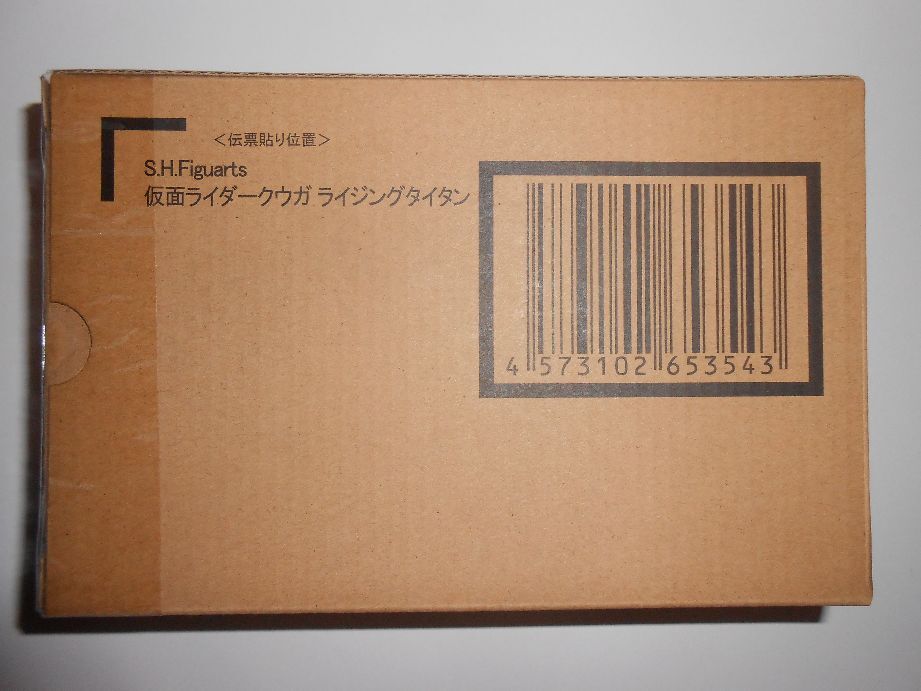 ＜伝票貼り位置＞
S.H.Figuarts
仮面ライダークウガ ライジングタイタン
4 573102 653543